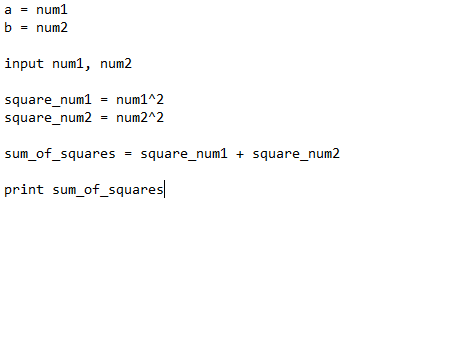 a = num1
b = num2
input num1, num2
square_num1 = num1^2
square_num2 = num2^2
sum_of_squares = square_num1 + square_num2
print sum_of_squares